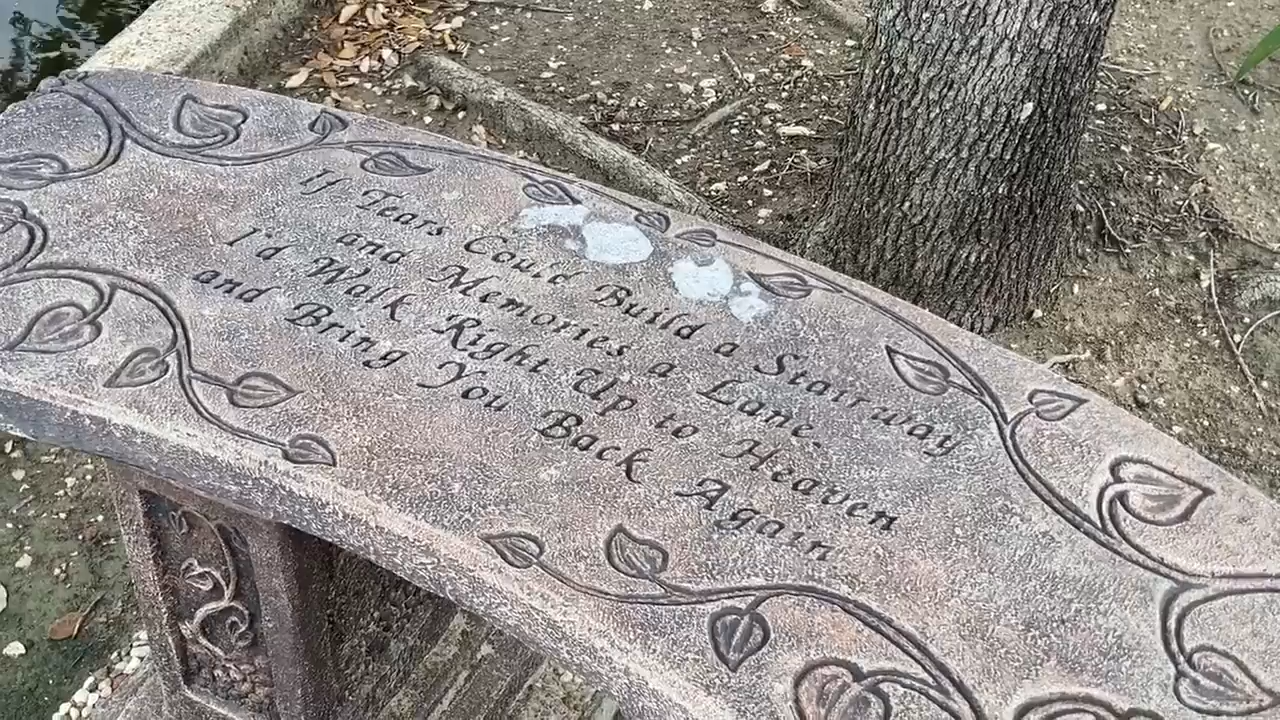 If Tears Could Build a Stairway
and Memories a Lane.
I'd Walk Right Up to Heaven
and Bring You Back Again